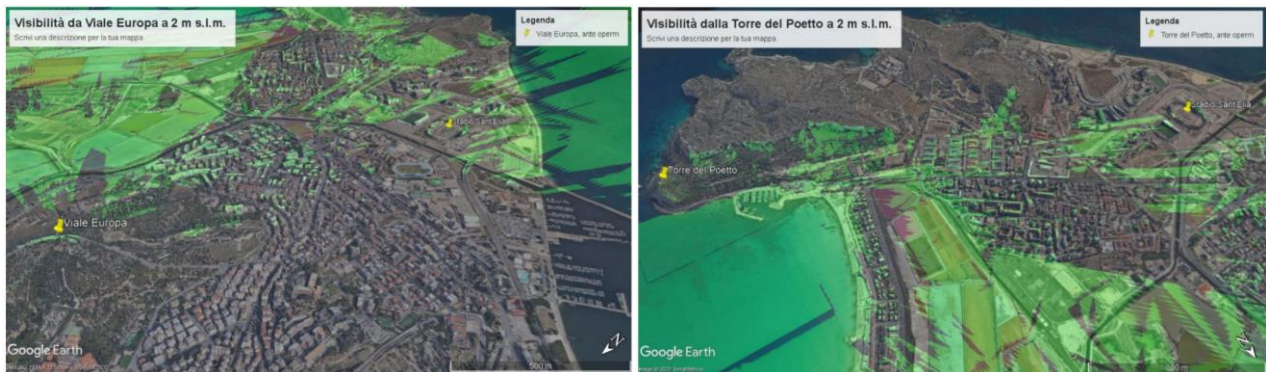 Visibilità da Viale Europa a 2 m s.l.m.
Scrivi una descrizione per la tua mappa.
Legenda
Viale Europa, ante operm
Stadio Sant'Elia
Viale Europa
Google Earth
N
600 m
Visibilità dalla Torre del Poetto a 2 m s.l.m.
Scrivi una descrizione per la tua mappa.
Legenda
Torre del Poetto, ante operm
Stadio Sant'Elia
Torre del Poetto
Google Earth
N